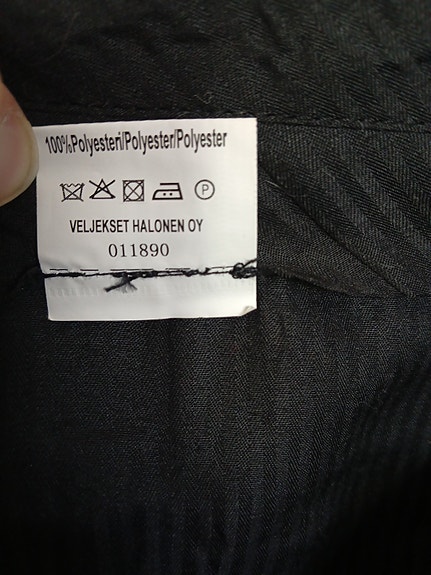 100%Polyesteri/Polyester/Polyester
P
VELJEKSET HALONEN OY
011890